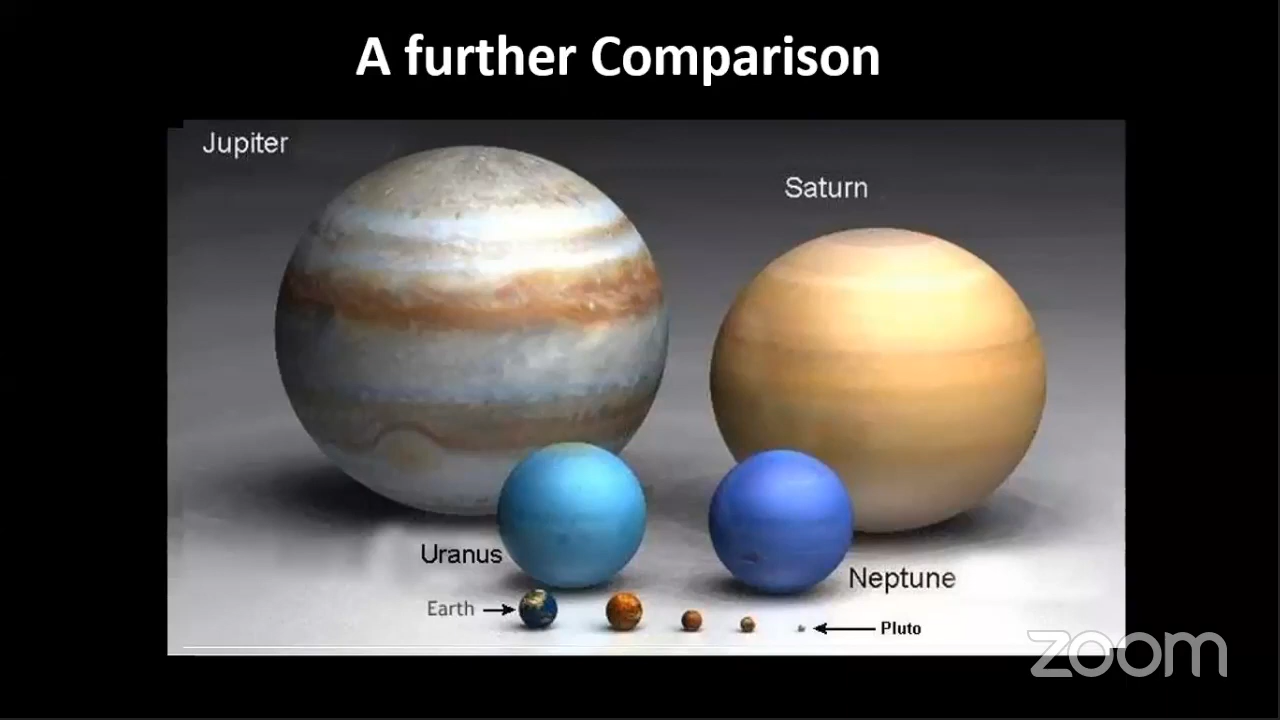 A further Comparison
Jupiter
Saturn
Uranus
Neptune
Earth
Pluto
zoom